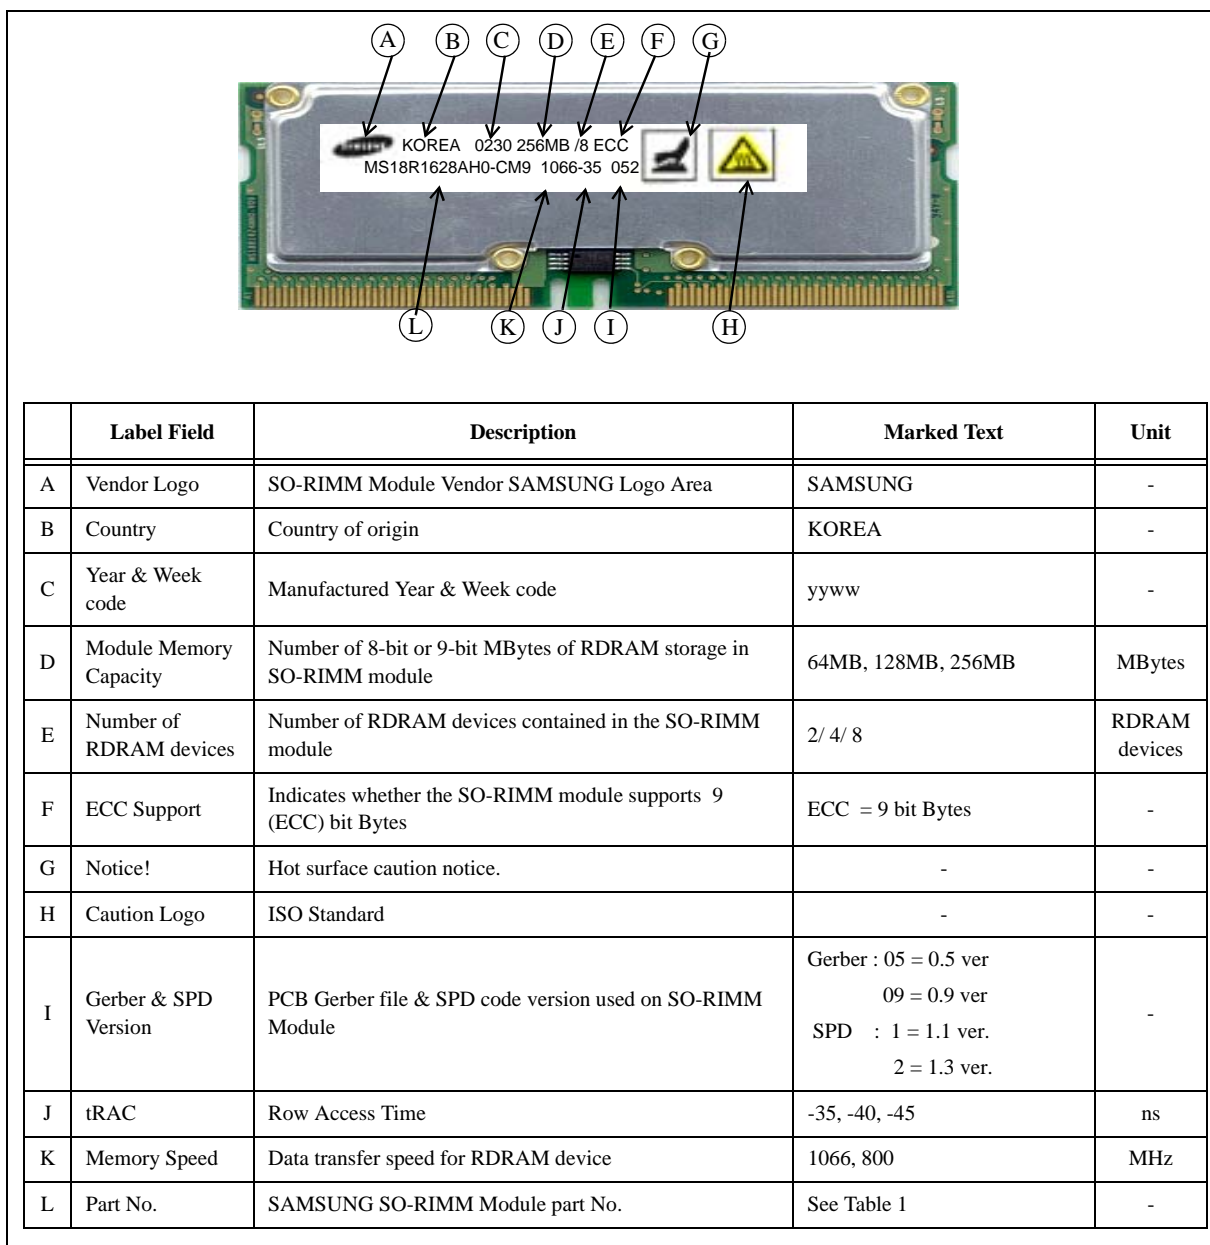 A B C D E F G
SAMSUNG KOREA 0230 256MB /8 ECC
MS18R1628AH0-CM9 1066-35 052
L K J I H
Label Field Description Marked Text Unit
A Vendor Logo SO-RIMM Module Vendor SAMSUNG Logo Area SAMSUNG -
B Country Country of origin KOREA -
C Year & Week code Manufactured Year & Week code yyww -
D Module Memory Capacity Number of 8-bit or 9-bit MBytes of RDRAM storage in SO-RIMM module 64MB, 128MB, 256MB MBytes
E Number of RDRAM devices Number of RDRAM devices contained in the SO-RIMM module 2/ 4/ 8 RDRAM devices
F ECC Support Indicates whether the SO-RIMM module supports 9 (ECC) bit Bytes ECC = 9 bit Bytes -
G Notice! Hot surface caution notice. - -
H Caution Logo ISO Standard - -
I Gerber & SPD Version PCB Gerber file & SPD code version used on SO-RIMM Module Gerber : 05 = 0.5 ver
09 = 0.9 ver
SPD : 1 = 1.1 ver.
2 = 1.3 ver. -
J tRAC Row Access Time -35, -40, -45 ns
K Memory Speed Data transfer speed for RDRAM device 1066, 800 MHz
L Part No. SAMSUNG SO-RIMM Module part No. See Table 1 -